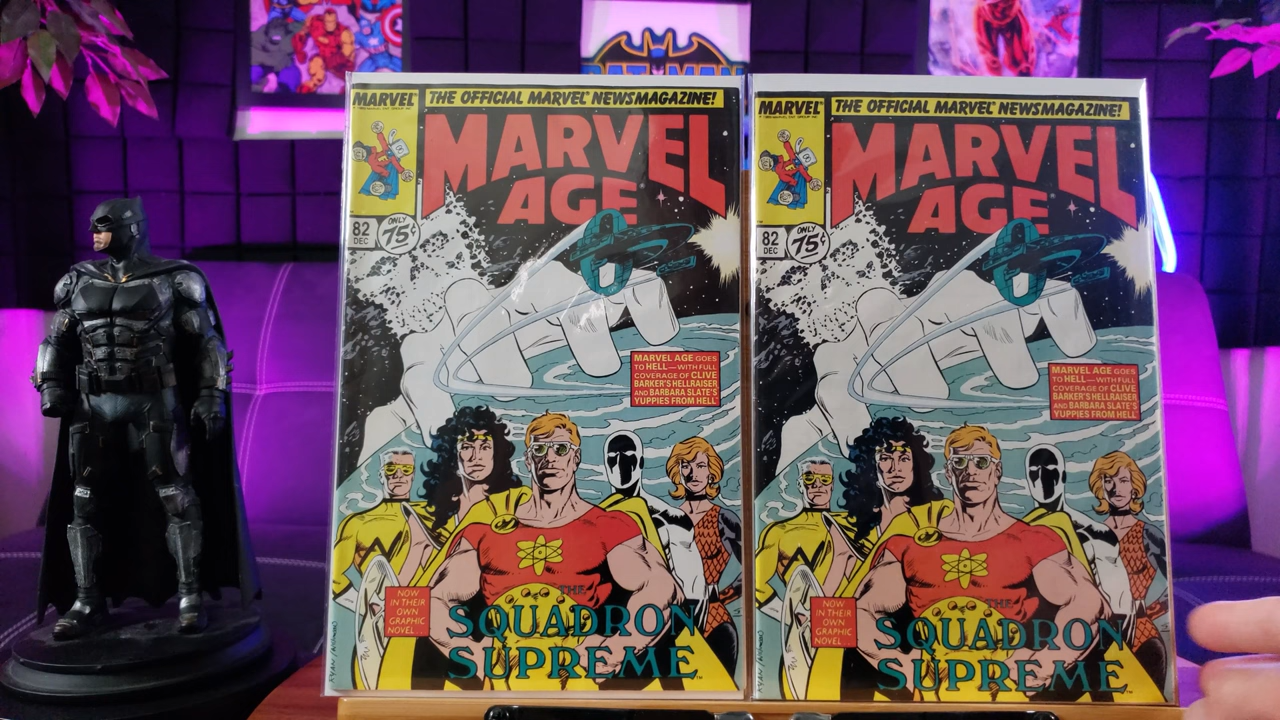 BATMAN
MARVEL
THE OFFICIAL MARVEL NEWSMAGAZINE!
MARVEL
AGE
82
DEC
ONLY
75¢
MARVEL AGE GOES
TO HELL—WITH FULL
COVERAGE OF CLIVE
BARKER'S HELLRAISER
AND BARBARA SLATE'S
YUPPIES FROM HELL
NOW
IN THEIR
OWN
GRAPHIC
NOVEL...
THE
SQUADRON
SUPREME™
MARVEL
THE OFFICIAL MARVEL NEWSMAGAZINE!
MARVEL
AGE
82
DEC
ONLY
75¢
MARVEL AGE GOES
TO HELL—WITH FULL
COVERAGE OF CLIVE
BARKER'S HELLRAISER
AND BARBARA SLATE'S
YUPPIES FROM HELL
NOW
IN THEIR
OWN
GRAPHIC
NOVEL...
THE
SQUADRON
SUPREME™